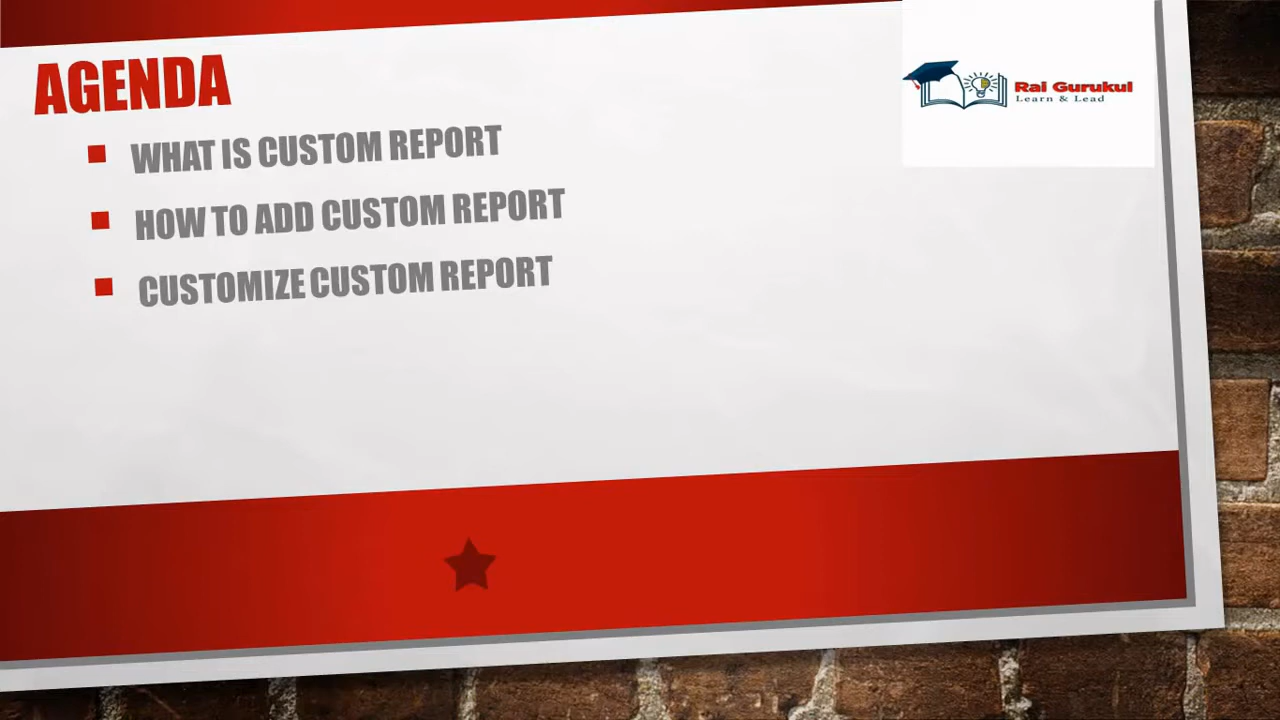 AGENDA
WHAT IS CUSTOM REPORT
HOW TO ADD CUSTOM REPORT
CUSTOMIZE CUSTOM REPORT
Rai Gurukul
Learn & Lead